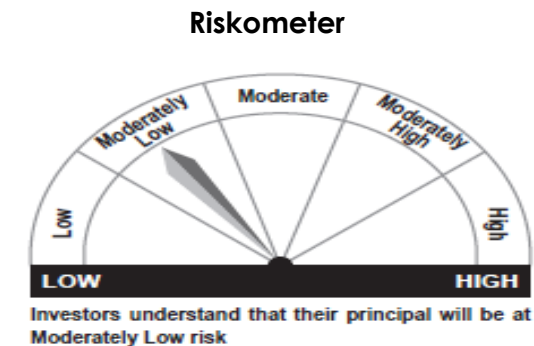 Riskometer
Moderate
Moderately
Low
Moderately
High
Low
High
LOW
HIGH
Investors understand that their principal will be at
Moderately Low risk